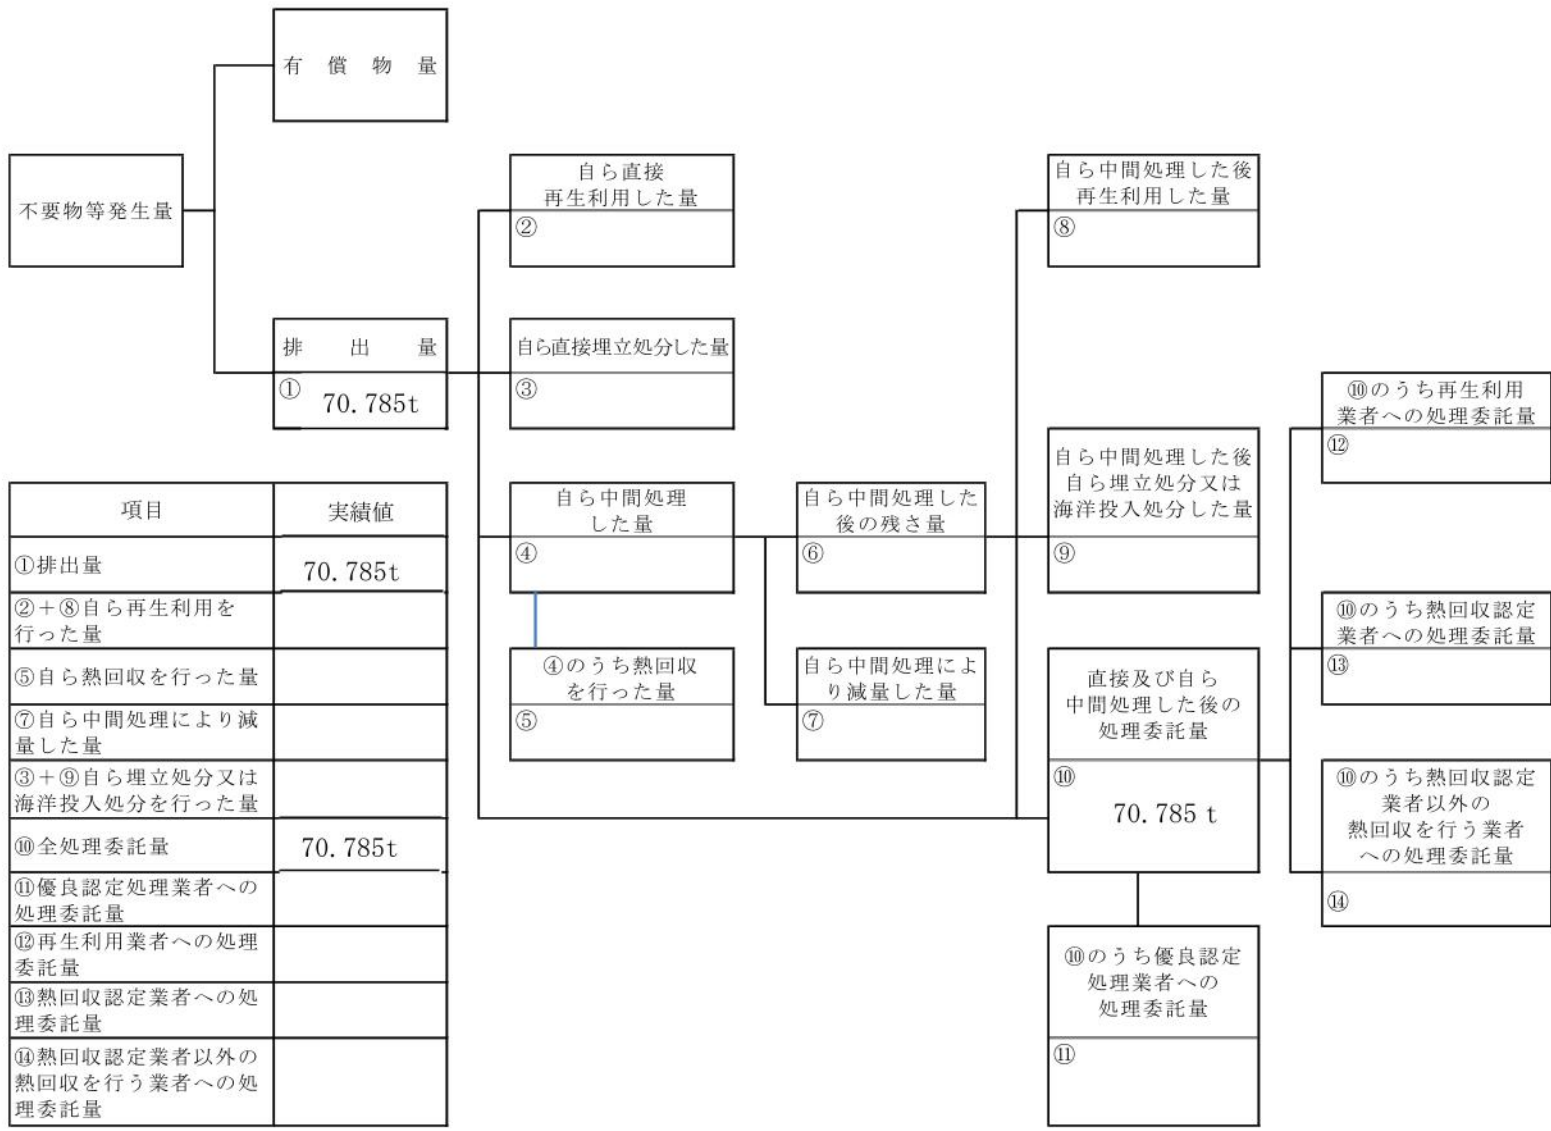 有償物量
不要物等発生量
排出量
①
70.785t
自ら直接
再生利用した量
②
自ら直接埋立処分した量
③
自ら中間処理
した量
④
④のうち熱回収
を行った量
⑤
自ら中間処理した
後の残さ量
⑥
自ら中間処理によ
り減量した量
⑦
自ら中間処理した後
再生利用した量
⑧
自ら中間処理した後
自ら埋立処分又は
海洋投入処分した量
⑨
直接及び自ら
中間処理した後の
処理委託量
⑩
70.785 t
⑩のうち優良認定
処理業者への
処理委託量
⑪
⑩のうち再生利用
業者への処理委託量
⑫
⑩のうち熱回収認定
業者への処理委託量
⑬
⑩のうち熱回収認定
業者以外の
熱回収を行う業者
への処理委託量
⑭
項目 実績値
①排出量 70.785t
②＋⑧自ら再生利用を
行った量
⑤自ら熱回収を行った量
⑦自ら中間処理により減
量した量
③＋⑨自ら埋立処分又は
海洋投入処分を行った量
⑩全処理委託量 70.785t
⑪優良認定処理業者への
処理委託量
⑫再生利用業者への処理
委託量
⑬熱回収認定業者への処
理委託量
⑭熱回収認定業者以外の
熱回収を行う業者への処
理委託量